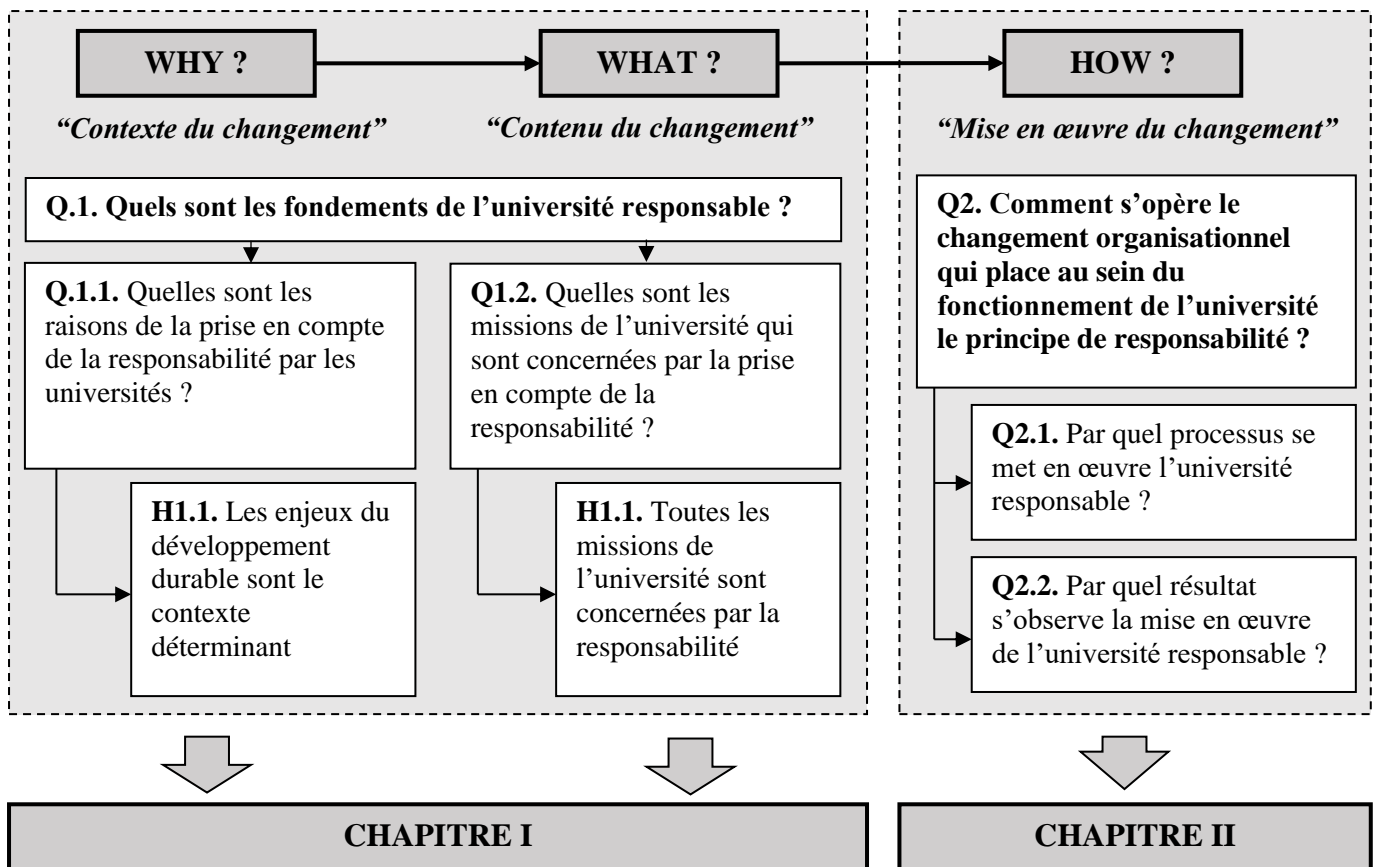 WHY ?
WHAT ?
HOW ?
“Contexte du changement”
“Contenu du changement”
“Mise en œuvre du changement”
Q.1. Quels sont les fondements de l’université responsable ?
Q.1.1. Quelles sont les
raisons de la prise en compte
de la responsabilité par les
universités ?
H1.1. Les enjeux du
développement
durable sont le
contexte
déterminant
Q1.2. Quelles sont les
missions de l’université qui
sont concernées par la prise
en compte de la
responsabilité ?
H1.1. Toutes les
missions de
l’université sont
concernées par la
responsabilité
Q2. Comment s’opère le
changement organisationnel
qui place au sein du
fonctionnement de l’université
le principe de responsabilité ?
Q2.1. Par quel processus se
met en œuvre l’université
responsable ?
Q2.2. Par quel résultat
s’observe la mise en œuvre
de l’université responsable ?
CHAPITRE I
CHAPITRE II